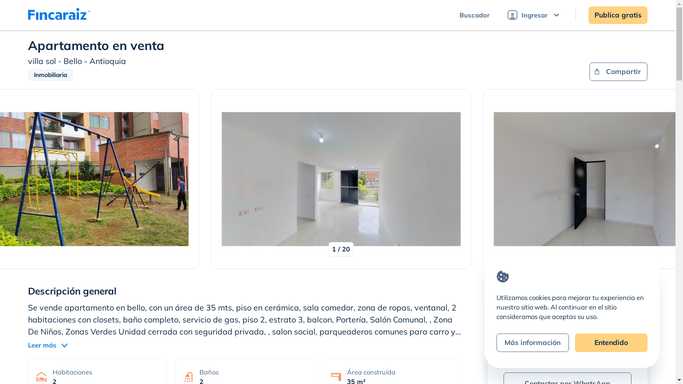 Fincaraiz
Buscador
Ingresar
Publica gratis
Apartamento en venta
villa sol - Bello - Antioquia
Inmobiliaria
Compartir
1 / 20
Descripción general
Se vende apartamento en bello, con un área de 35 mts, piso en cerámica, sala comedor, zona de ropas, ventanal, 2
habitaciones con closets, baño completo, servicio de gas, piso 2, estrato 3, balcon, Porteria, Salón Comunal, , Zona
De Niños, Zonas Verdes Unidad cerrada con seguridad privada, , salon social, parqueaderos comunes para carro y...
Leer más
Habitaciones
2
Baños
2
Área construida
35 m²
Utilizamos cookies para mejorar tu experiencia en
nuestro sitio web. Al continuar en el sitio
consideramos que aceptas su uso.
Más información
Entendido
Contactar por WhatsApp